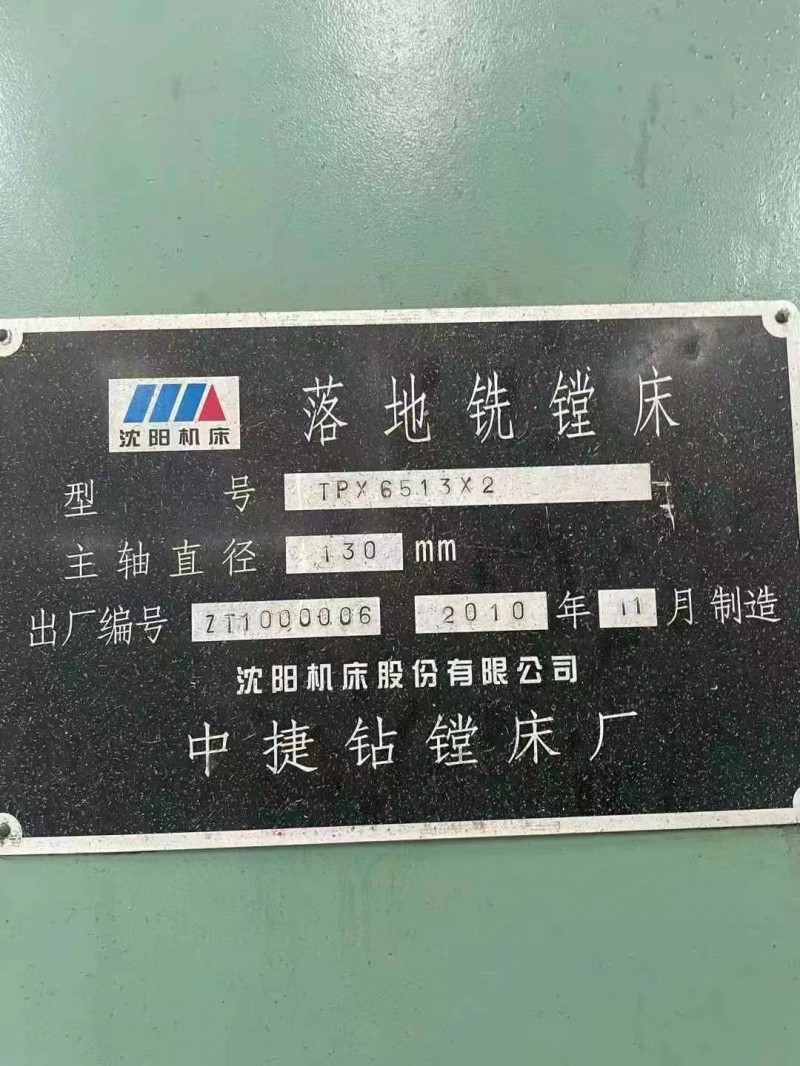 沈阳机床 落地铣镗床
型 号 TPX6513X2
主轴直径 130 mm
出厂编号 ZT1000006 2010 年 11 月 制造
沈阳机床股份有限公司
中捷钻镗床厂